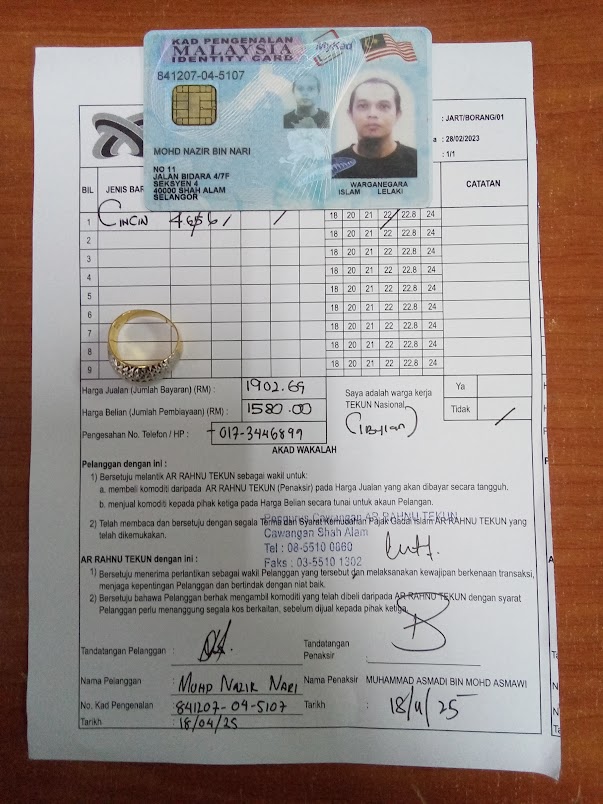 KAD PENGENALAN
MALAYSIA
IDENTITY CARD
MyKad
841207-04-5107
MOHD NAZIR BIN NARI
NO 11
JALAN BIDARA 4/7F
SEKSYEN 4
40000 SHAH ALAM
SELANGOR
WARGANEGARA
ISLAM LELAKI
: JART/BORANG/01
: 28/02/2023
: 1/1
BIL JENIS BAR CATATAN
1 CINCIN 18 20 21 22 22.8 24
2 18 20 21 22 22.8 24
3 18 20 21 22 22.8 24
4 18 20 21 22 22.8 24
5 18 20 21 22 22.8 24
6 18 20 21 22 22.8 24
7 18 20 21 22 22.8 24
8 18 20 21 22 22.8 24
9 18 20 21 22 22.8 24
Harga Jualan (Jumlah Bayaran) (RM) : 1902.69
Harga Belian (Jumlah Pembiayaan) (RM) : 1580.00
Pengesahan No. Telefon / HP : 017-3446899
Saya adalah warga kerja
TEKUN Nasional
Ya
Tidak /
AKAD WAKALAH
Pelanggan dengan ini :
1) Bersetuju melantik AR RAHNU TEKUN sebagai wakil untuk:
a. membeli komoditi daripada AR RAHNU TEKUN (Penaksir) pada Harga Jualan yang akan dibayar secara tangguh.
b. menjual komoditi kepada pihak ketiga pada Harga Belian secara tunai untuk akaun Pelangan.
2) Telah membaca dan bersetuju dengan segala Terma dan Syarat Kemudahan Pajak Gadai Islam AR RAHNU TEKUN yang
telah dikemukakan.
Pengurus Cawangan AR RAHNU TEKUN
Cawangan Shah Alam
Tel : 03-5510 0660
Faks : 03-5510 1302
AR RAHNU TEKUN dengan ini :
1) Bersetuju menerima perlantikan sebagai wakil Pelanggan yang tersebut dan melaksanakan kewajipan berkenaan transaksi,
menjaga kepentingan Pelanggan dan bertindak dengan niat baik.
2) Bersetuju bahawa Pelanggan berhak mengambil komoditi yang telah dibeli daripada AR RAHNU TEKUN dengan syarat
Pelanggan perlu menanggung segala kos berkaitan, sebelum dijual kepada pihak ketiga.
Tandatangan Pelanggan :
Tandatangan
Penaksir :
Nama Pelanggan : MUHD NAZIR NARI Nama Penaksir MUHAMMAD ASMADI BIN MOHD ASMAWI
No. Kad Pengenalan : 841207-04-5107 Tarikh : 18/4/25
Tarikh : 18/04/25